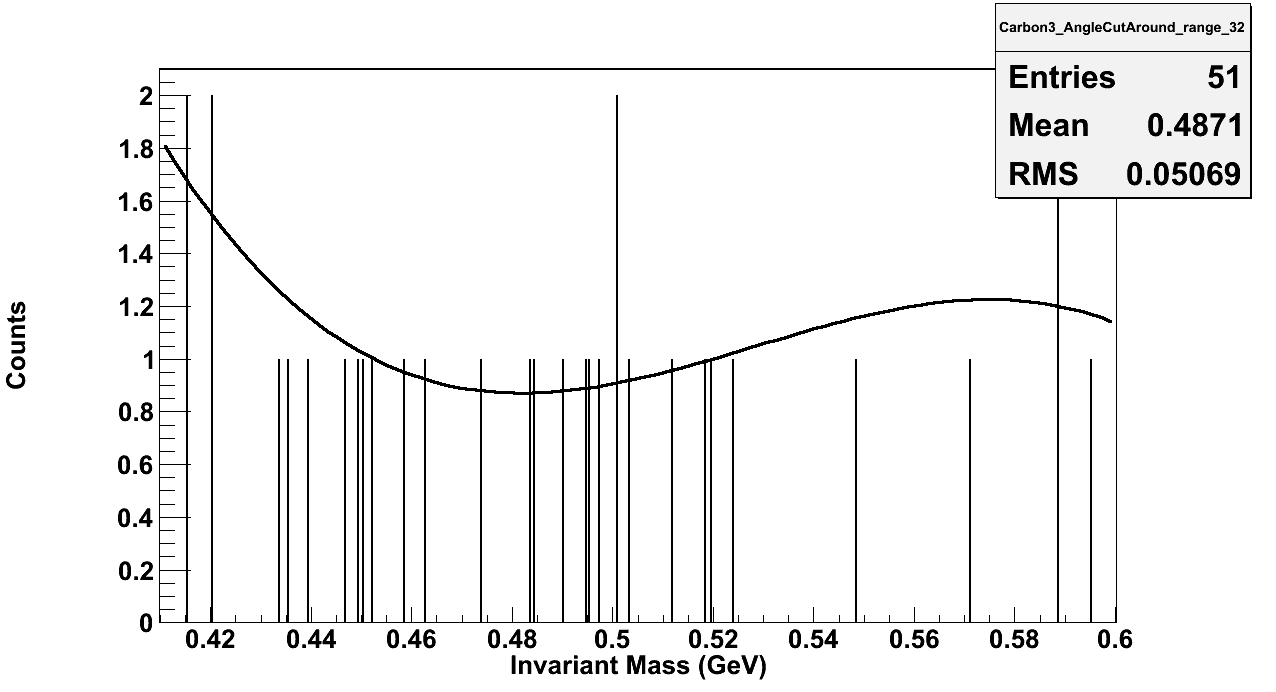 Carbon3_AngleCutAround_range_32
Entries 51
Mean 0.4871
RMS 0.05069
Counts
2
1.8
1.6
1.4
1.2
1
0.8
0.6
0.4
0.2
0
0.42 0.44 0.46 0.48 0.5 0.52 0.54 0.56 0.58 0.6
Invariant Mass (GeV)